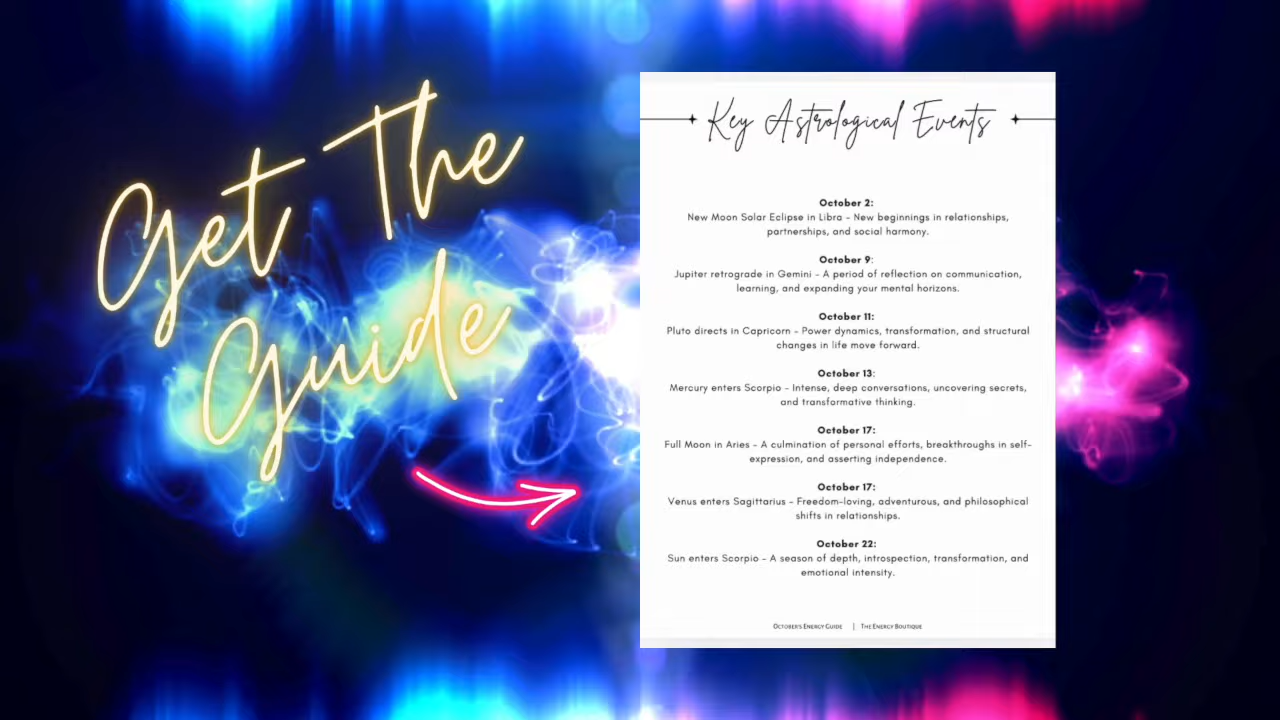 Get The
Guide
Key Astrological Events
October 2:
New Moon Solar Eclipse in Libra - New beginnings in relationships,
partnerships, and social harmony.
October 9:
Jupiter retrograde in Gemini - A period of reflection on communication,
learning, and expanding your mental horizons.
October 11:
Pluto directs in Capricorn - Power dynamics, transformation, and structural
changes in life move forward.
October 13:
Mercury enters Scorpio - Intense, deep conversations, uncovering secrets,
and transformative thinking.
October 17:
Full Moon in Aries - A culmination of personal efforts, breakthroughs in self-
expression, and asserting independence.
October 17:
Venus enters Sagittarius - Freedom-loving, adventurous, and philosophical
shifts in relationships.
October 22:
Sun enters Scorpio - A season of depth, introspection, transformation, and
emotional intensity.
October's Energy Guide | The Energy Boutique